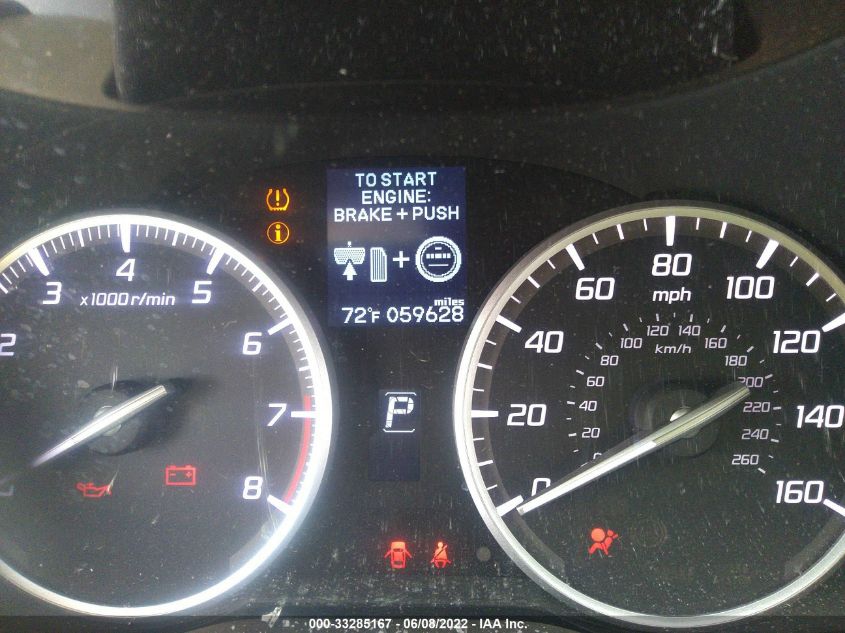 TO START
ENGINE:
BRAKE + PUSH
miles
72°F 059628
2 3 4 5 6 7 8
x1000 r/min
P
0 20 40 60 80 100 120 140 160
mph
0 20 40 60 80 100 120 140 160 180 200 220 240 260
km/h
000-33285167 - 06/08/2022 - IAA Inc.